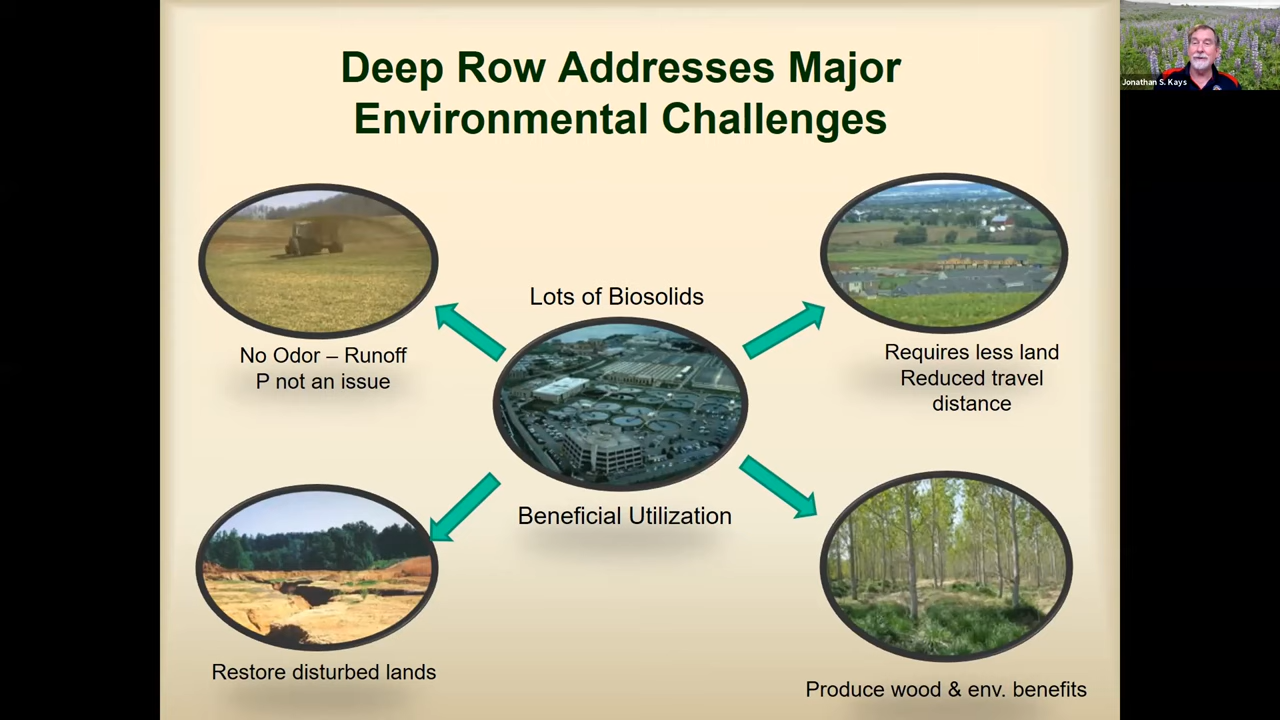 Deep Row Addresses Major
Environmental Challenges
Jonathan S. Kays
Lots of Biosolids
No Odor – Runoff
P not an issue
Requires less land
Reduced travel
distance
Beneficial Utilization
Restore disturbed lands
Produce wood & env. benefits